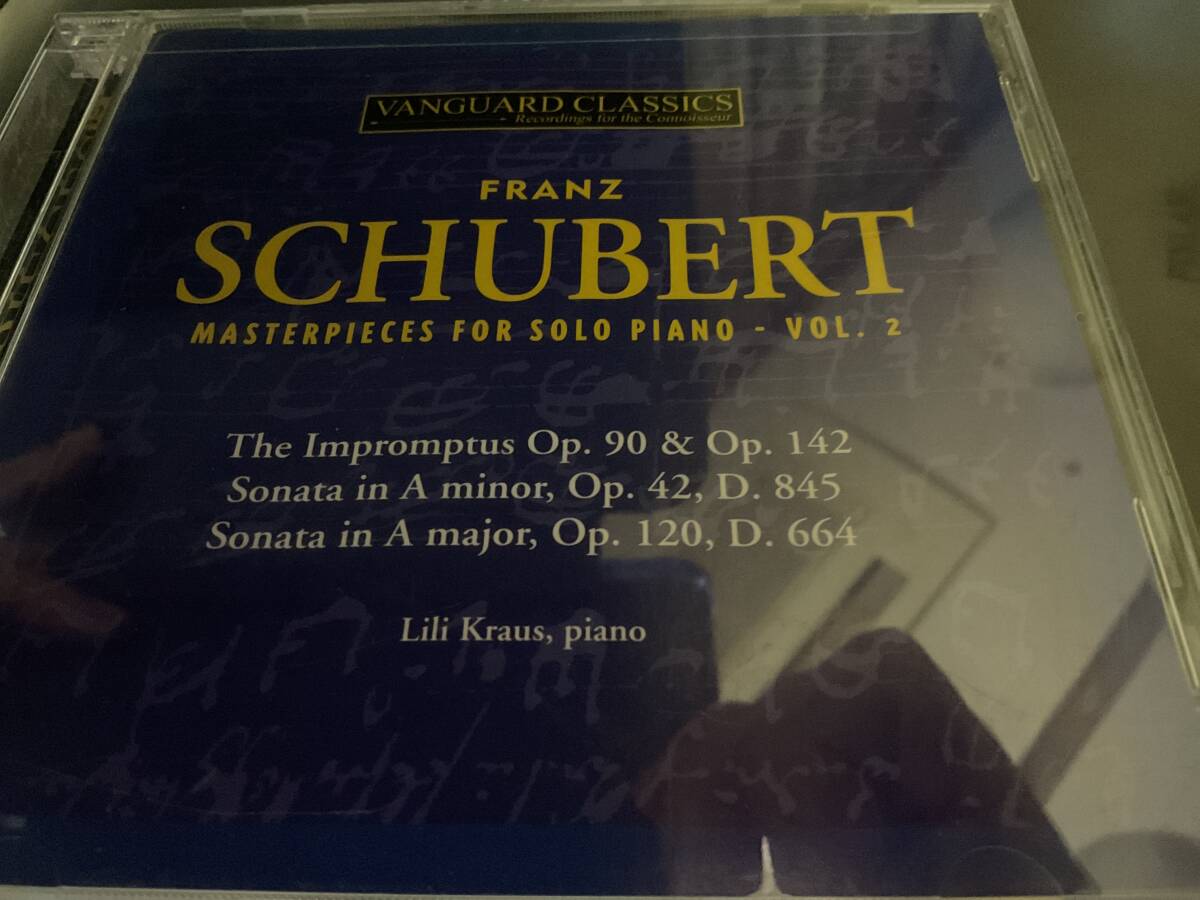 VANGUARD CLASSICS
Recordings for the Connoisseur
FRANZ
SCHUBERT
MASTERPIECES FOR SOLO PIANO - VOL. 2
The Impromptus Op. 90 & Op. 142
Sonata in A minor, Op. 42, D. 845
Sonata in A major, Op. 120, D. 664
Lili Kraus, piano